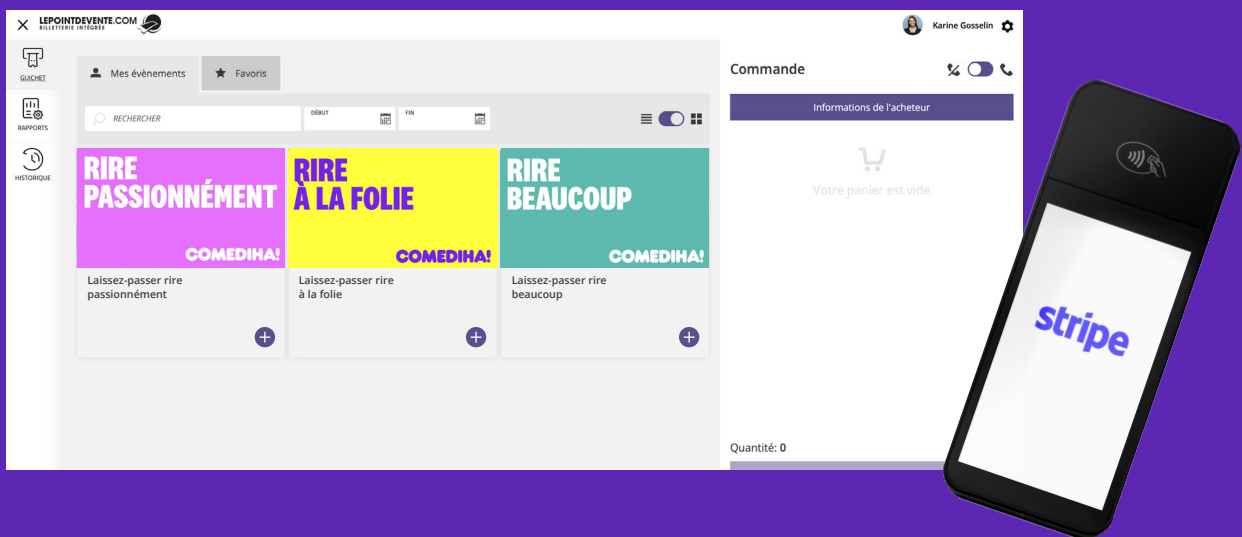 LEPOINTDEVENTE.COM
BILLETTERIE INTÉGRÉE
Karine Gosselin
GUICHET
RAPPORTS
HISTORIQUE
Mes évènements
Favoris
RECHERCHER
DÉBUT
FIN
RIRE
PASSIONNÉMENT
COMEDIHA!
Laissez-passer rire
passionnément
RIRE
À LA FOLIE
COMEDIHA!
Laissez-passer rire
à la folie
RIRE
BEAUCOUP
COMEDIHA!
Laissez-passer rire
beaucoup
Commande
Informations de l'acheteur
Votre panier est vide
Quantité: 0
stripe